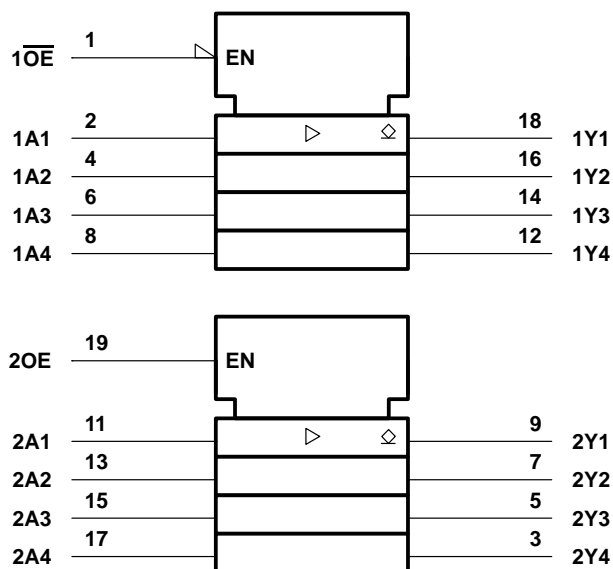 1O̅E̅ 1 EN
1A1 2 18 1Y1
1A2 4 16 1Y2
1A3 6 14 1Y3
1A4 8 12 1Y4
2OE 19 EN
2A1 11 9 2Y1
2A2 13 7 2Y2
2A3 15 5 2Y3
2A4 17 3 2Y4